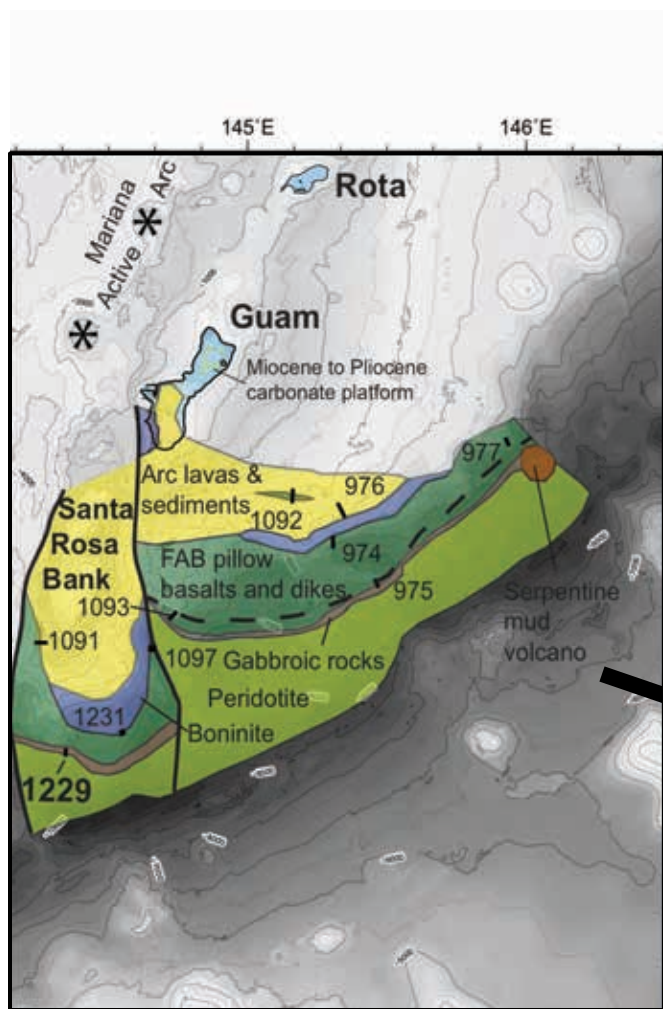 145°E
146°E
Rota
Mariana
Active Arc
Guam
Miocene to Pliocene
carbonate platform
977
Arc lavas &
sediments
976
1092
Santa
Rosa
Bank
974
FAB pillow
basalts and dikes
975
1093
Serpentine
mud
volcano
1091
1097
Gabbroic rocks
Peridotite
1231
Boninite
1229